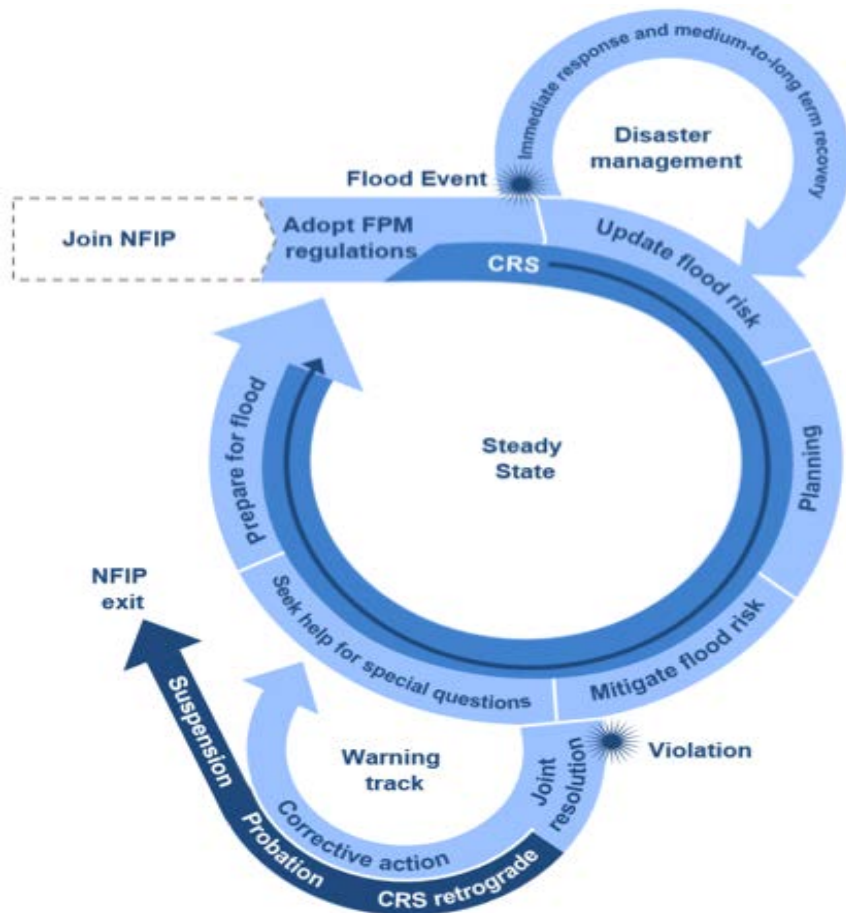 Immediate response and medium-to-long term recovery
Disaster
management
Flood Event
Join NFIP
Adopt FPM
regulations
CRS
Update flood risk
Planning
Steady
State
Prepare for flood
Mitigate flood risk
Seek help for special questions
NFIP
exit
Violation
Joint
resolution
Warning
track
Corrective action
Suspension
Probation
CRS retrograde